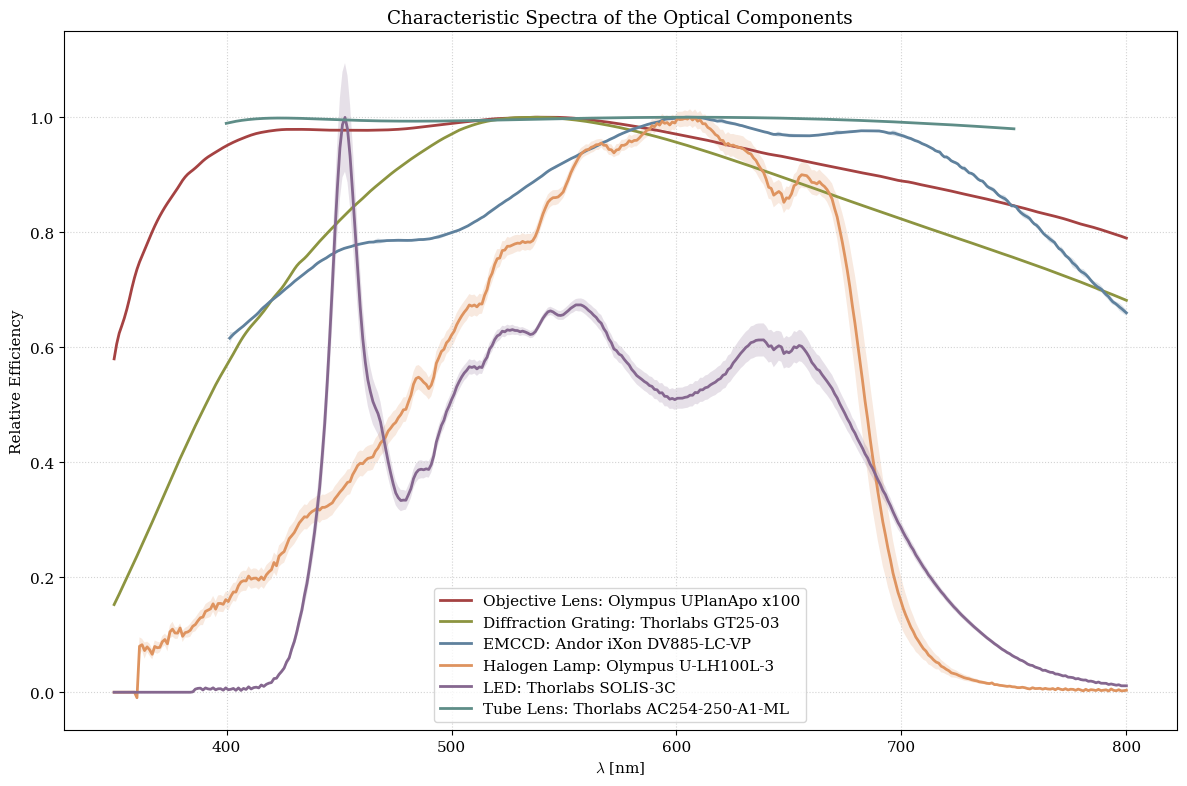 Characteristic Spectra of the Optical Components
Relative Efficiency
1.0
0.8
0.6
0.4
0.2
0.0
Objective Lens: Olympus UPlanApo x100
Diffraction Grating: Thorlabs GT25-03
EMCCD: Andor iXon DV885-LC-VP
Halogen Lamp: Olympus U-LH100L-3
LED: Thorlabs SOLIS-3C
Tube Lens: Thorlabs AC254-250-A1-ML
400 500 600 700 800
λ [nm]